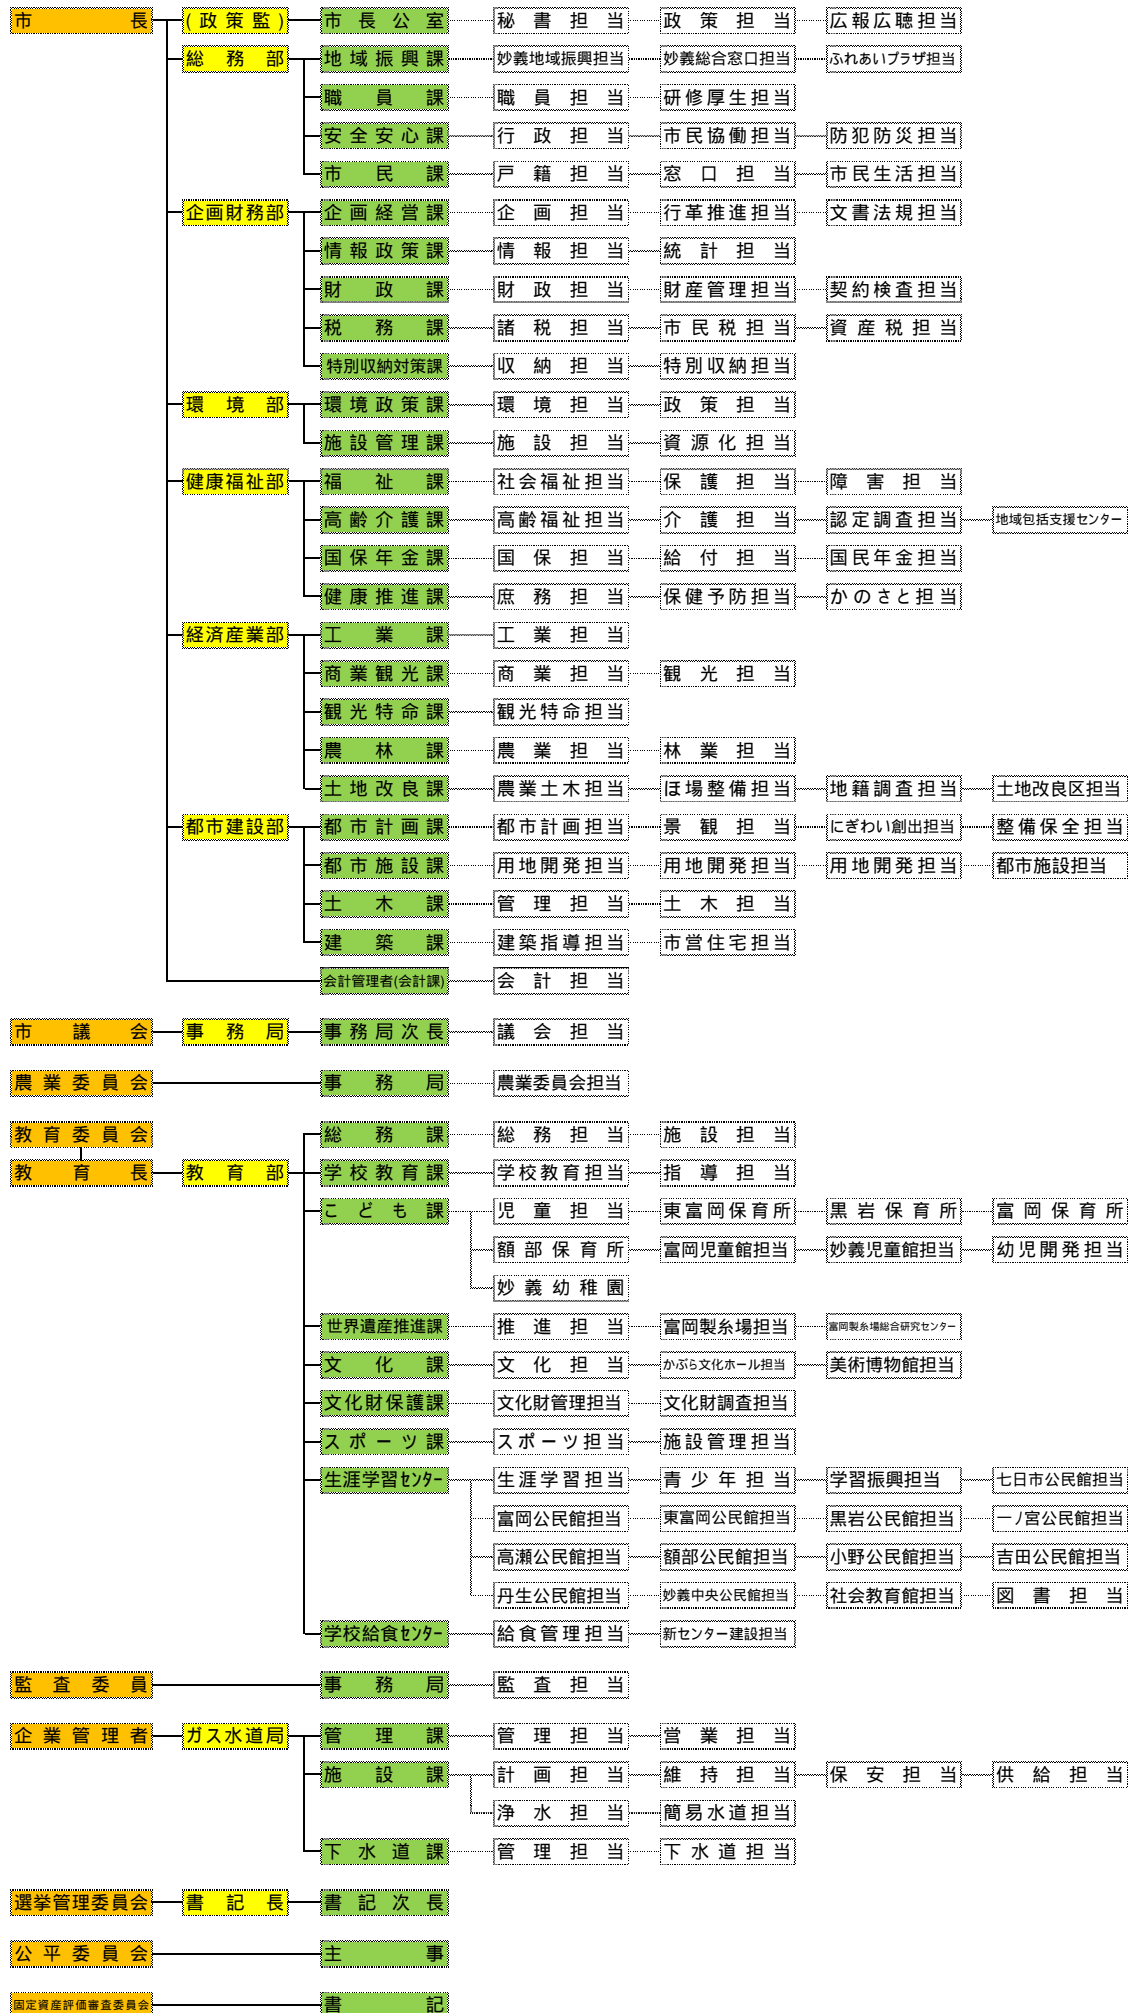 市長 (政策監) 市長公室 秘書担当 政策担当 広報広聴担当
総務部 地域振興課 妙義地域振興担当 妙義総合窓口担当 ふれあいプラザ担当
職員課 職員担当 研修厚生担当
安全安心課 行政担当 市民協働担当 防犯防災担当
市民課 戸籍担当 窓口担当 市民生活担当
企画財務部 企画経営課 企画担当 行革推進担当 文書法規担当
情報政策課 情報担当 統計担当
財政課 財政担当 財産管理担当 契約検査担当
税務課 諸税担当 市民税担当 資産税担当
特別収納対策課 収納担当 特別収納担当
環境部 環境政策課 環境担当 政策担当
施設管理課 施設担当 資源化担当
健康福祉部 福祉課 社会福祉担当 保護担当 障害担当
高齢介護課 高齢福祉担当 介護担当 認定調査担当 地域包括支援センター
国保年金課 国保担当 給付担当 国民年金担当
健康推進課 庶務担当 保健予防担当 かのさと担当
経済産業部 工業課 工業担当
商業観光課 商業担当 観光担当
観光特命課 観光特命担当
農林課 農業担当 林業担当
土地改良課 農業土木担当 ほ場整備担当 地籍調査担当 土地改良区担当
都市建設部 都市計画課 都市計画担当 景観担当 にぎわい創出担当 整備保全担当
都市施設課 用地開発担当 用地開発担当 用地開発担当 都市施設担当
土木課 管理担当 土木担当
建築課 建築指導担当 市営住宅担当
会計管理者(会計課) 会計担当
市議会 事務局 事務局次長 議会担当
農業委員会 事務局 農業委員会担当
教育委員会 総務課 総務担当 施設担当
教育長 教育部 学校教育課 学校教育担当 指導担当
こども課 児童担当 東富岡保育所 黒岩保育所 富岡保育所
額部保育所 富岡児童館担当 妙義児童館担当 幼児開発担当
妙義幼稚園
世界遺産推進課 推進担当 富岡製糸場担当 富岡製糸場総合研究センター
文化課 文化担当 かぶら文化ホール担当 美術博物館担当
文化財保護課 文化財管理担当 文化財調査担当
スポーツ課 スポーツ担当 施設管理担当
生涯学習センター 生涯学習担当 青少年担当 学習振興担当 七日市公民館担当
富岡公民館担当 東富岡公民館担当 黒岩公民館担当 一ノ宮公民館担当
高瀬公民館担当 額部公民館担当 小野公民館担当 吉田公民館担当
丹生公民館担当 妙義中央公民館担当 社会教育館担当 図書担当
学校給食センター 給食管理担当 新センター建設担当
監査委員 事務局 監査担当
企業管理者 ガス水道局 管理課 管理担当 営業担当
施設課 計画担当 維持担当 保安担当 供給担当
浄水担当 簡易水道担当
下水道課 管理担当 下水道担当
選挙管理委員会 書記長 書記次長
公平委員会 主事
固定資産評価審査委員会 書記